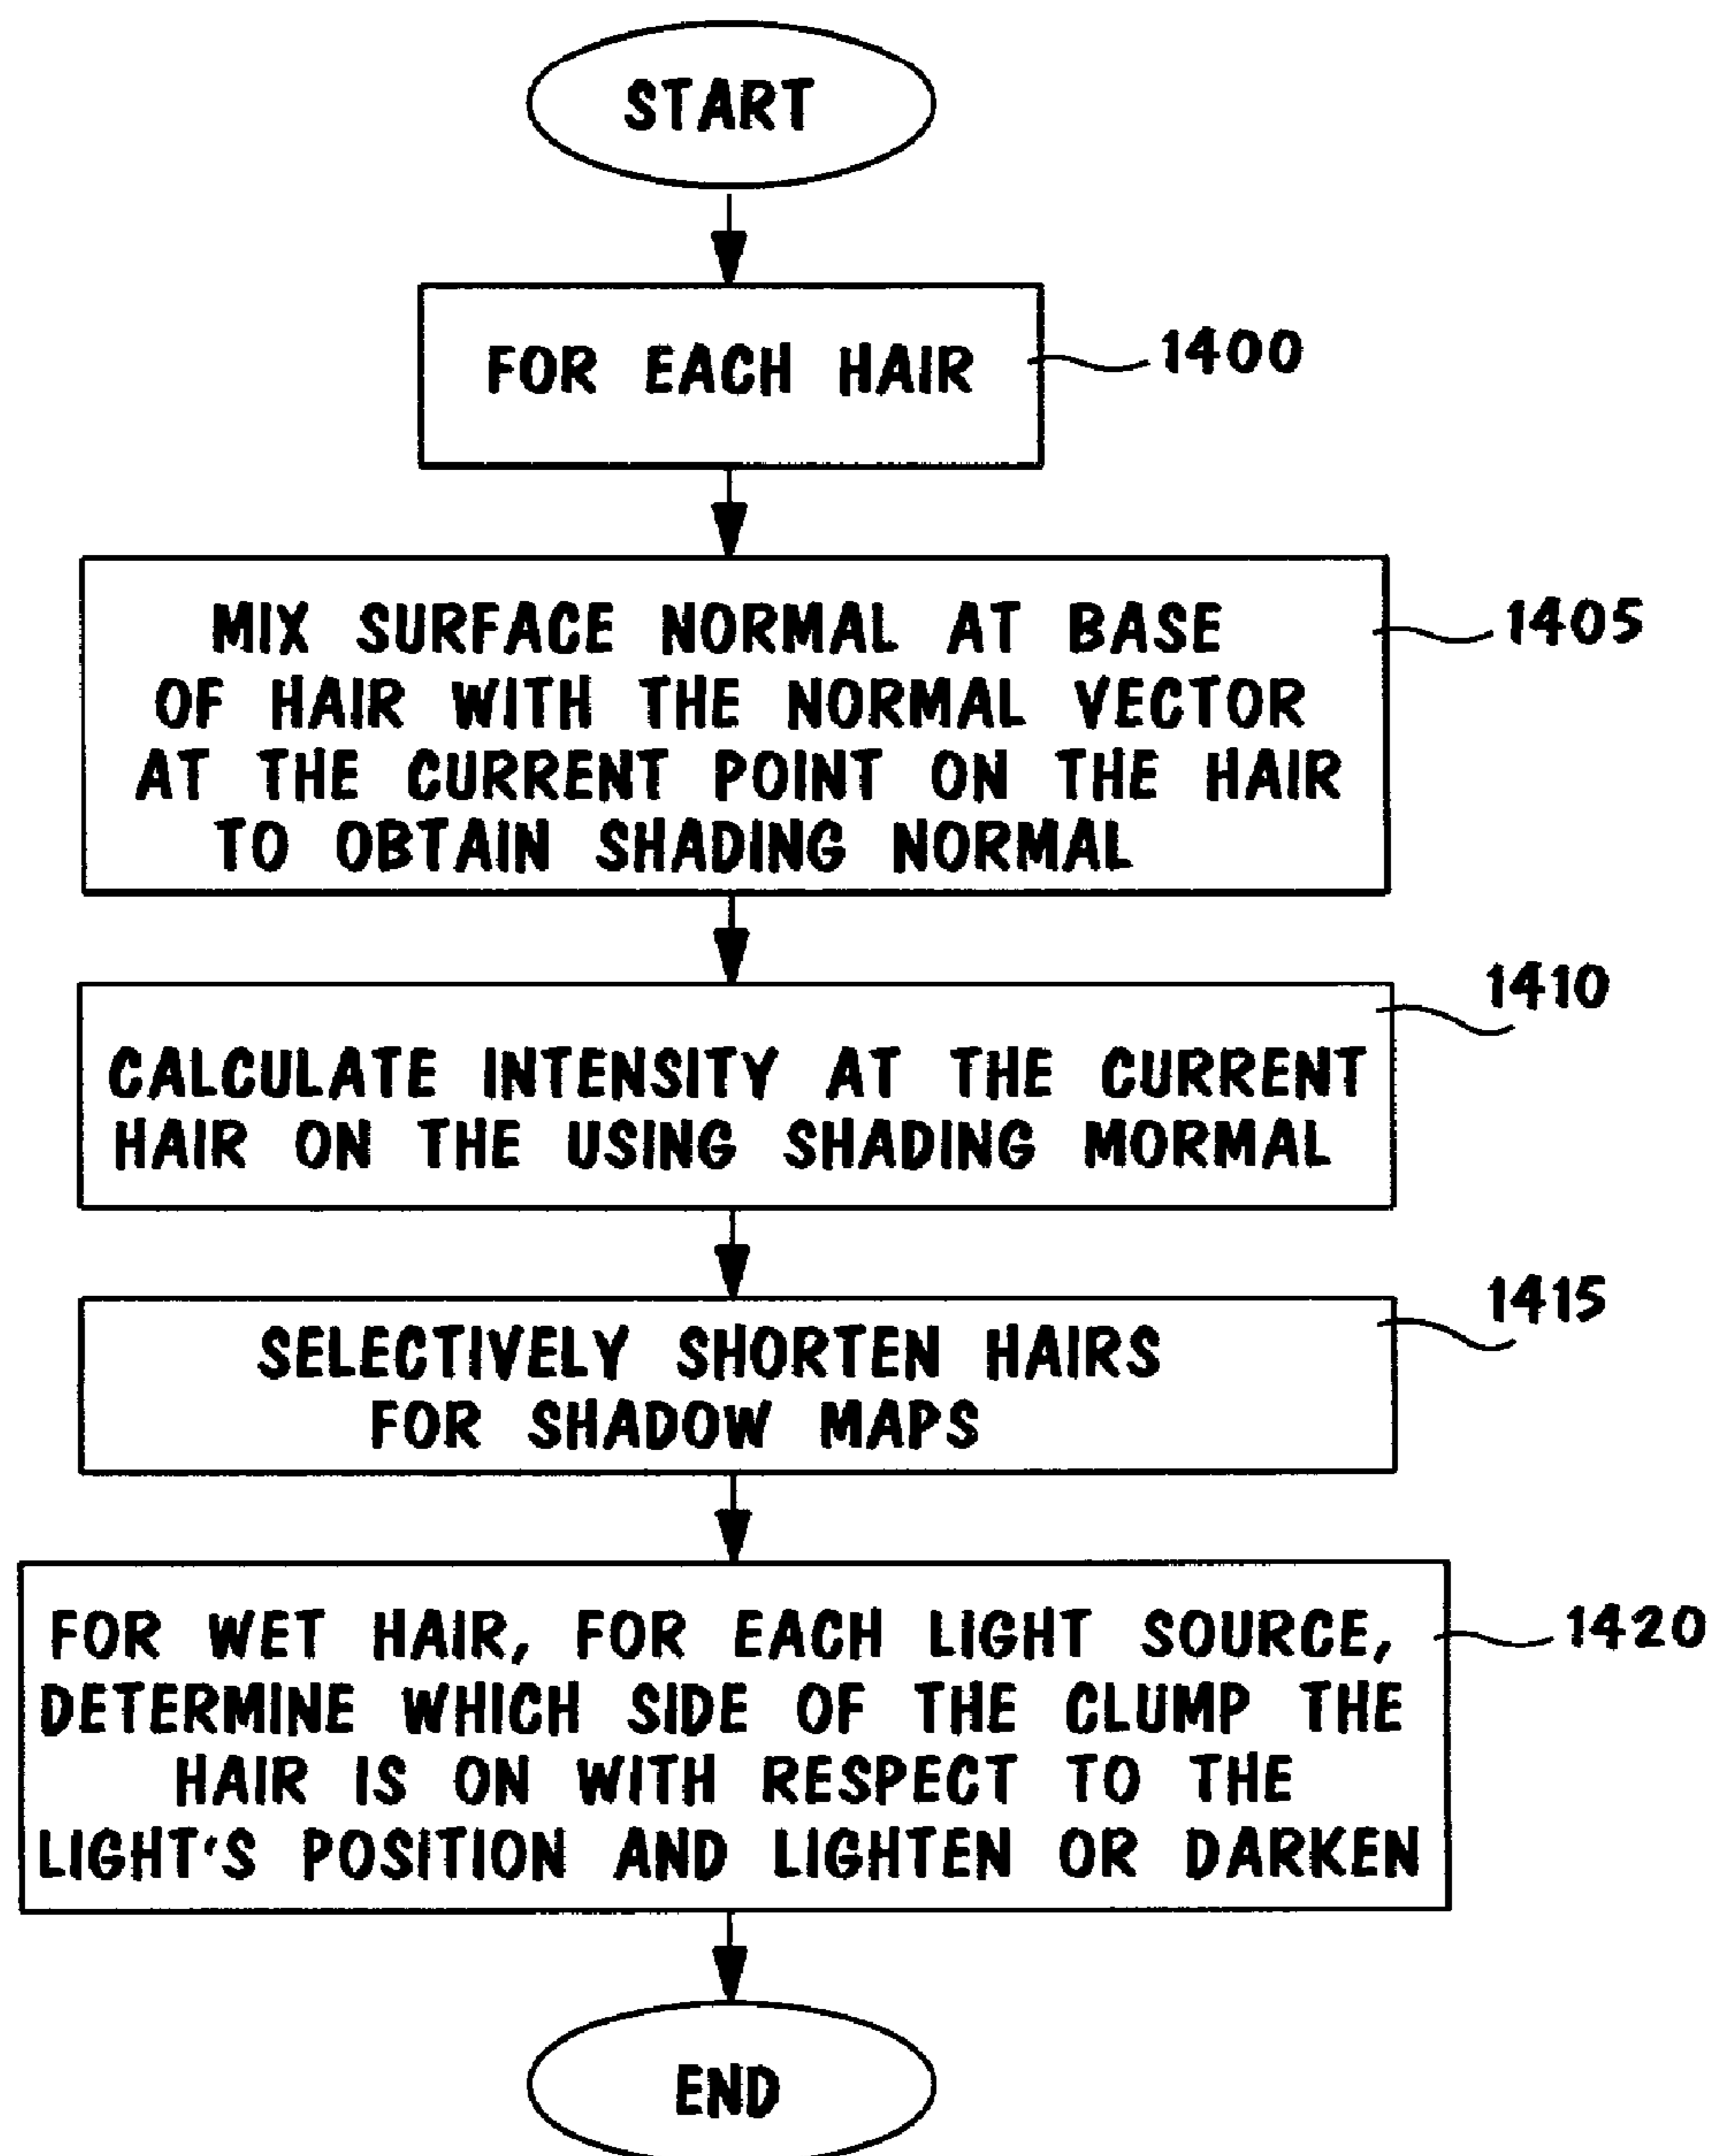 START
FOR EACH HAIR
1400
MIX SURFACE NORMAL AT BASE
OF HAIR WITH THE NORMAL VECTOR
AT THE CURRENT POINT ON THE HAIR
TO OBTAIN SHADING NORMAL
1405
1410
CALCULATE INTENSITY AT THE CURRENT
HAIR ON THE USING SHADING MORMAL
1415
SELECTIVELY SHORTEN HAIRS
FOR SHADOW MAPS
FOR WET HAIR, FOR EACH LIGHT SOURCE,
DETERMINE WHICH SIDE OF THE CLUMP THE
HAIR IS ON WITH RESPECT TO THE
LIGHT'S POSITION AND LIGHTEN OR DARKEN
1420
END